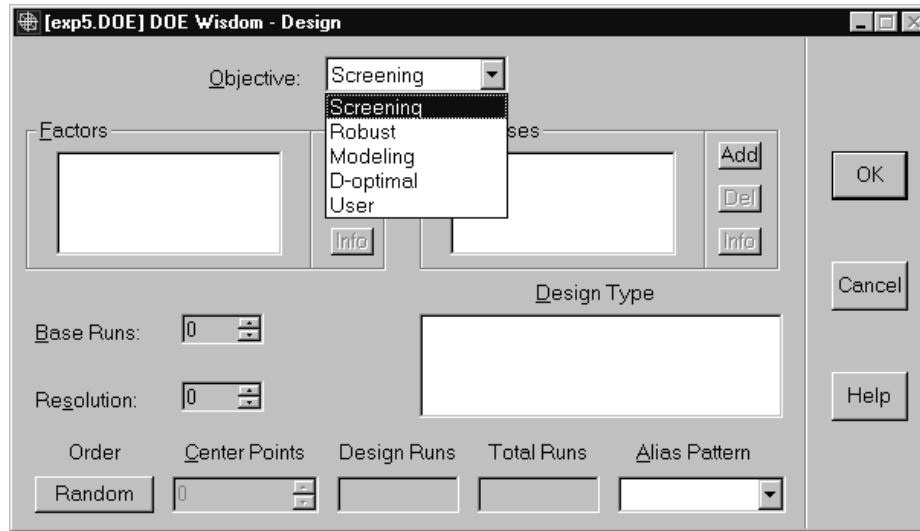 [exp5.DOE] DOE Wisdom - Design
Objective: Screening
Screening
Robust
Modeling
D-optimal
User
Factors
ses
Add
Del
Info
Info
OK
Cancel
Help
Design Type
Base Runs: 0
Resolution: 0
Order Center Points Design Runs Total Runs Alias Pattern
Random 0